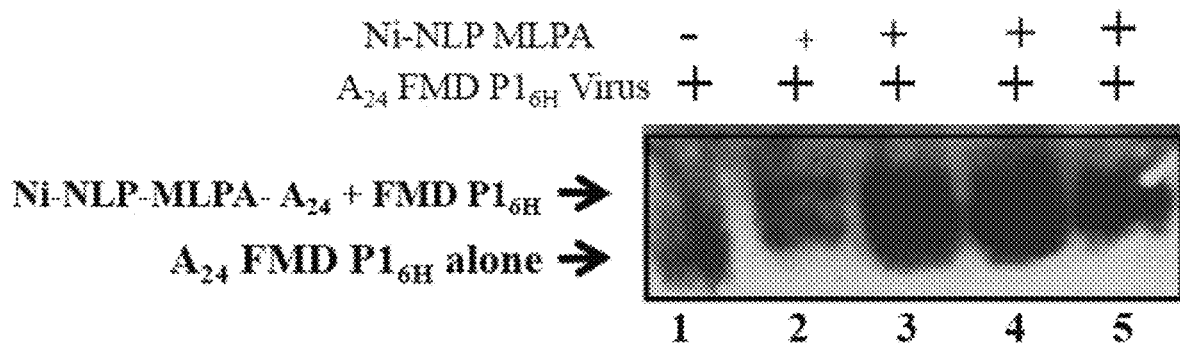 Ni-NLP MLPA - + + + +
A₂₄ FMD P1₆H Virus + + + + +
Ni-NLP-MLPA- A₂₄ + FMD P1₆H →
A₂₄ FMD P1₆H alone →
1 2 3 4 5